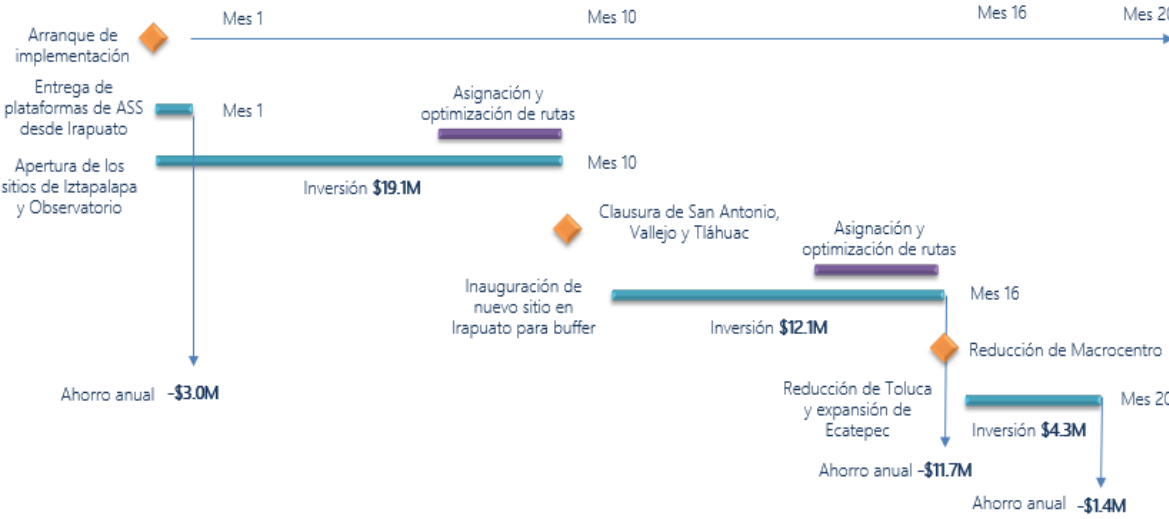 Mes 1
Mes 10
Mes 16
Mes 20
Arranque de
implementación
Entrega de
plataformas de ASS
desde Irapuato
Mes 1
Asignación y
optimización de rutas
Apertura de los
sitios de Iztapalapa
y Observatorio
Mes 10
Inversión $19.1M
Clausura de San Antonio,
Vallejo y Tláhuac
Asignación y
optimización de rutas
Inauguración de
nuevo sitio en
Irapuato para buffer
Mes 16
Inversión $12.1M
Reducción de Macrocentro
Ahorro anual -$3.0M
Reducción de Toluca
y expansión de
Ecatepec
Mes 20
Inversión $4.3M
Ahorro anual -$11.7M
Ahorro anual -$1.4M